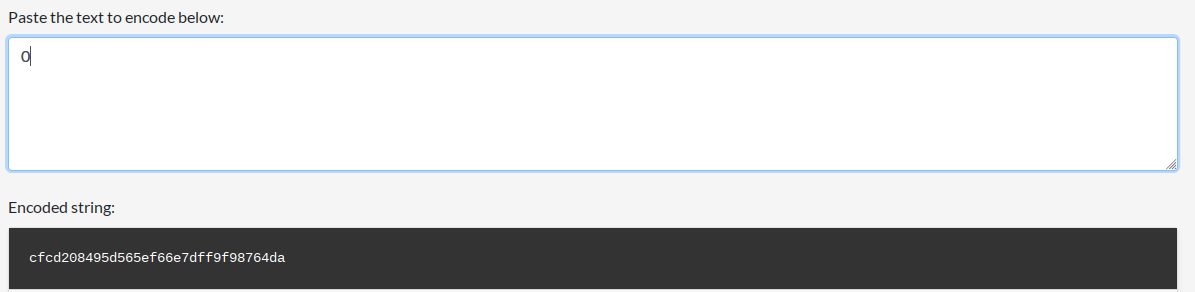 Paste the text to encode below:
0
Encoded string:
cfcd208495d565ef66e7dff9f98764da